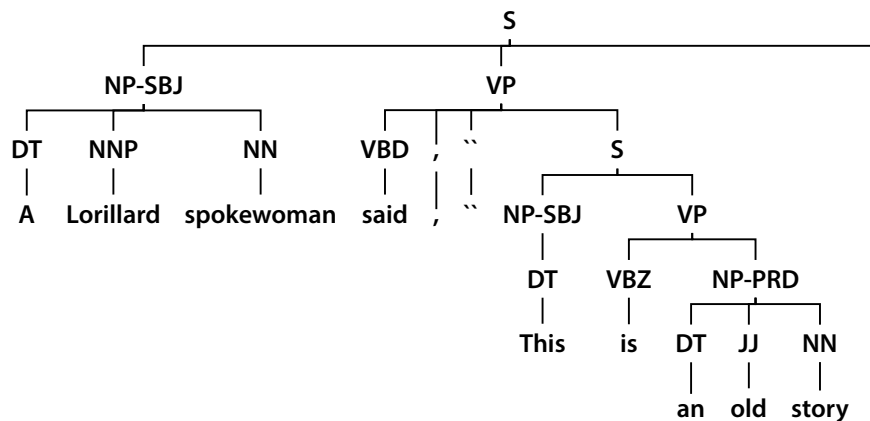 S
NP-SBJ VP
DT NNP NN VBD , `` S
A Lorillard spokewoman said , `` NP-SBJ VP
DT VBZ NP-PRD
This is DT JJ NN
an old story